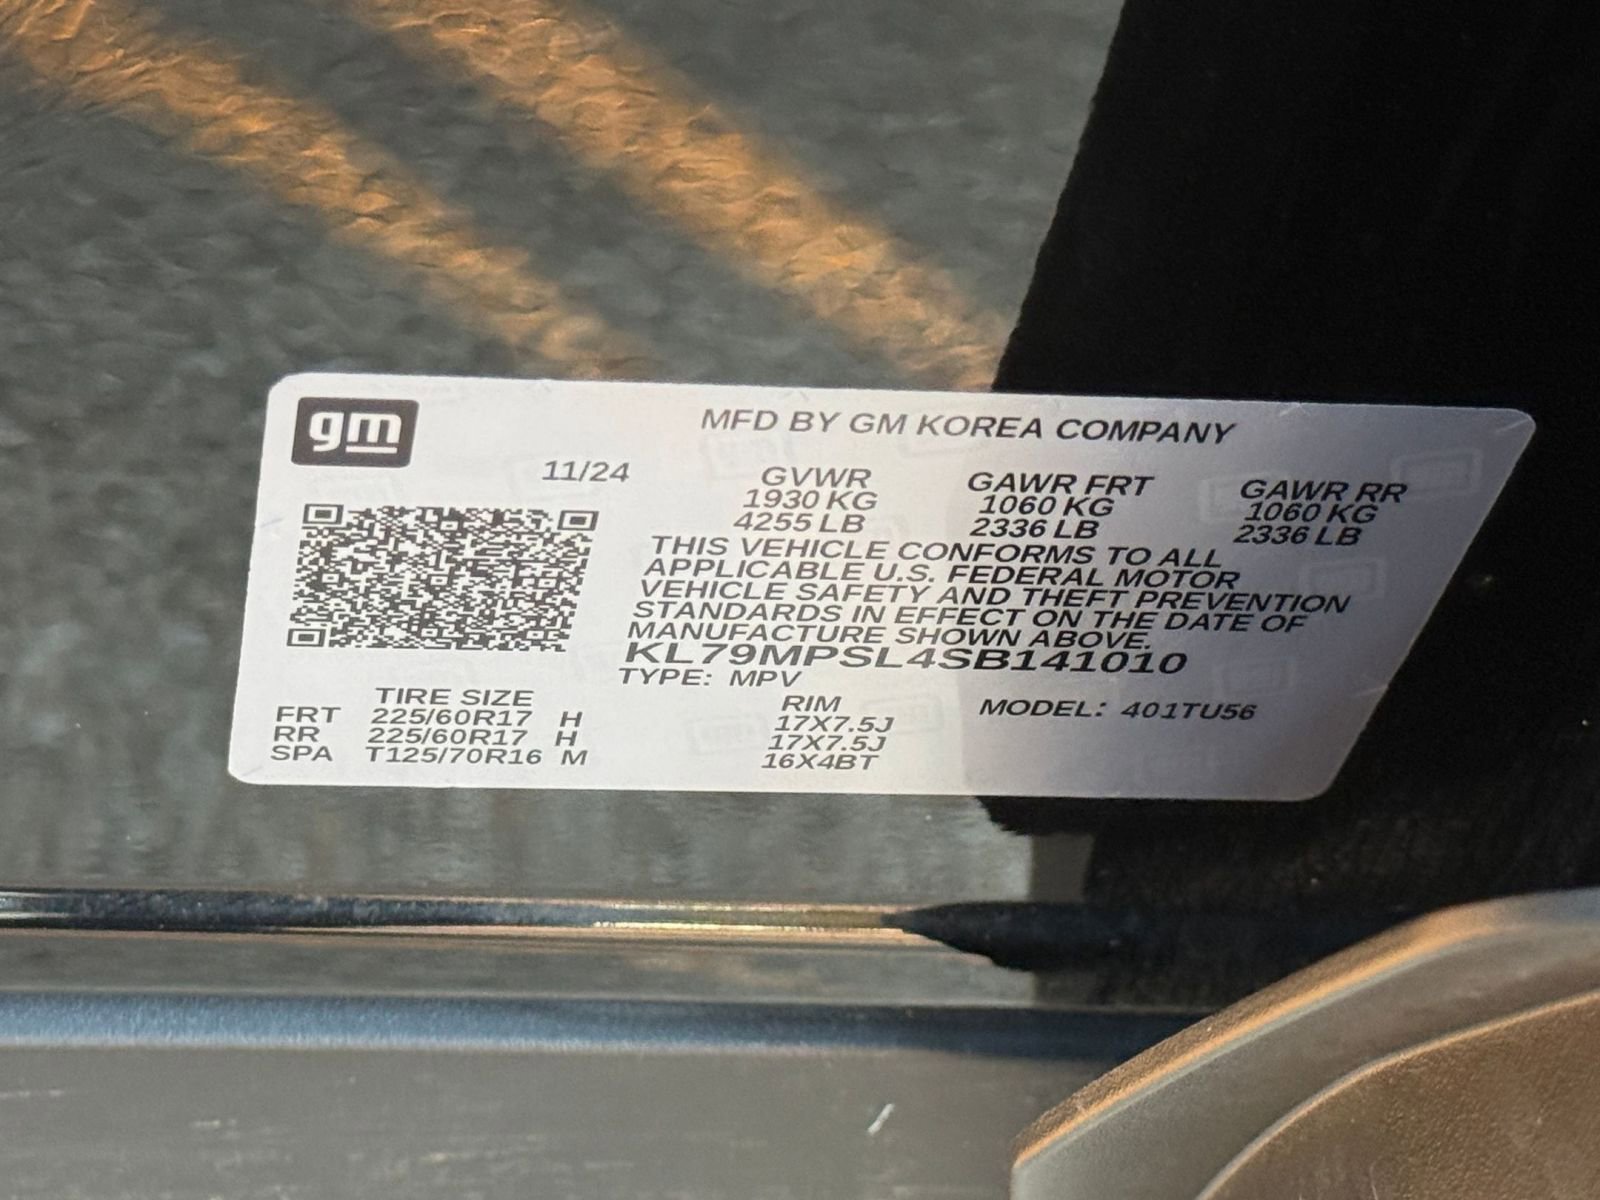 gm
MFD BY GM KOREA COMPANY
11/24
GVWR GAWR FRT GAWR RR
1930 KG 1060 KG 1060 KG
4255 LB 2336 LB 2336 LB
THIS VEHICLE CONFORMS TO ALL
APPLICABLE U.S. FEDERAL MOTOR
VEHICLE SAFETY AND THEFT PREVENTION
STANDARDS IN EFFECT ON THE DATE OF
MANUFACTURE SHOWN ABOVE.
KL79MPSL4SB141010
TYPE: MPV
TIRE SIZE RIM MODEL: 401TU56
FRT 225/60R17 H 17X7.5J
RR 225/60R17 H 17X7.5J
SPA T125/70R16 M 16X4BT